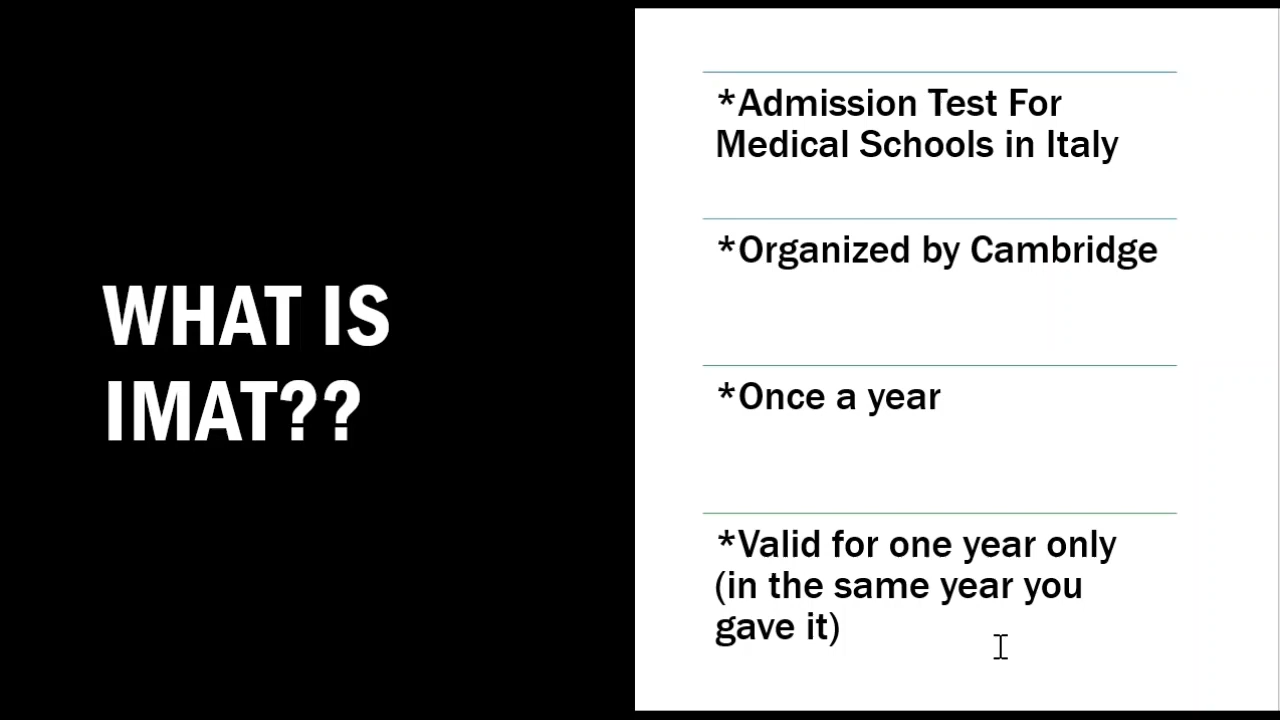 WHAT IS
IMAT??
*Admission Test For
Medical Schools in Italy
*Organized by Cambridge
*Once a year
*Valid for one year only
(in the same year you
gave it)